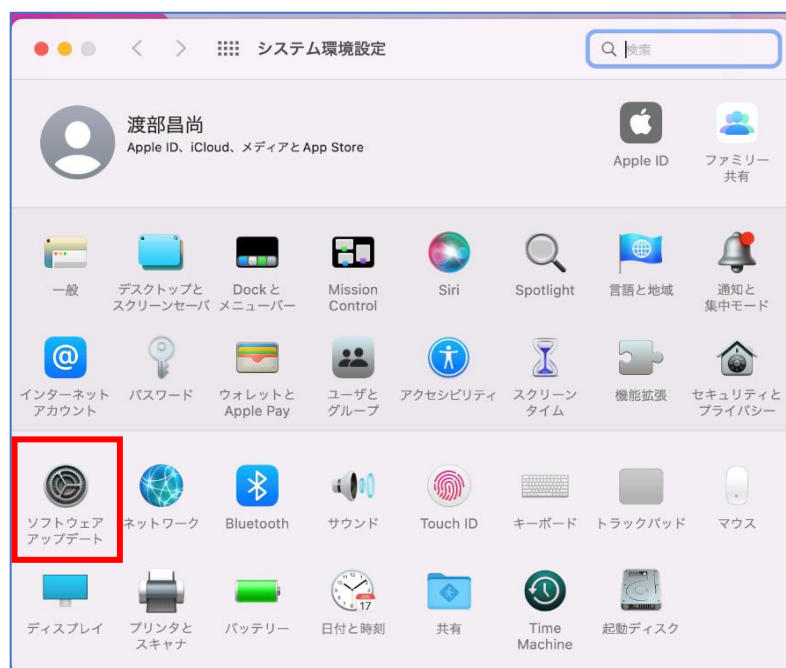 システム環境設定
検索
渡部昌尚
Apple ID、iCloud、メディアと App Store
Apple ID
ファミリー
共有
一般
デスクトップと
スクリーンセーバ
Dockと
メニューバー
Mission
Control
Siri
Spotlight
言語と地域
通知と
集中モード
インターネット
アカウント
パスワード
ウォレットと
Apple Pay
ユーザと
グループ
アクセシビリティ
スクリーン
タイム
機能拡張
セキュリティと
プライバシー
ソフトウェア
アップデート
ネットワーク
Bluetooth
サウンド
Touch ID
キーボード
トラックパッド
マウス
ディスプレイ
プリンタと
スキャナ
バッテリー
17
日付と時刻
共有
Time
Machine
起動ディスク